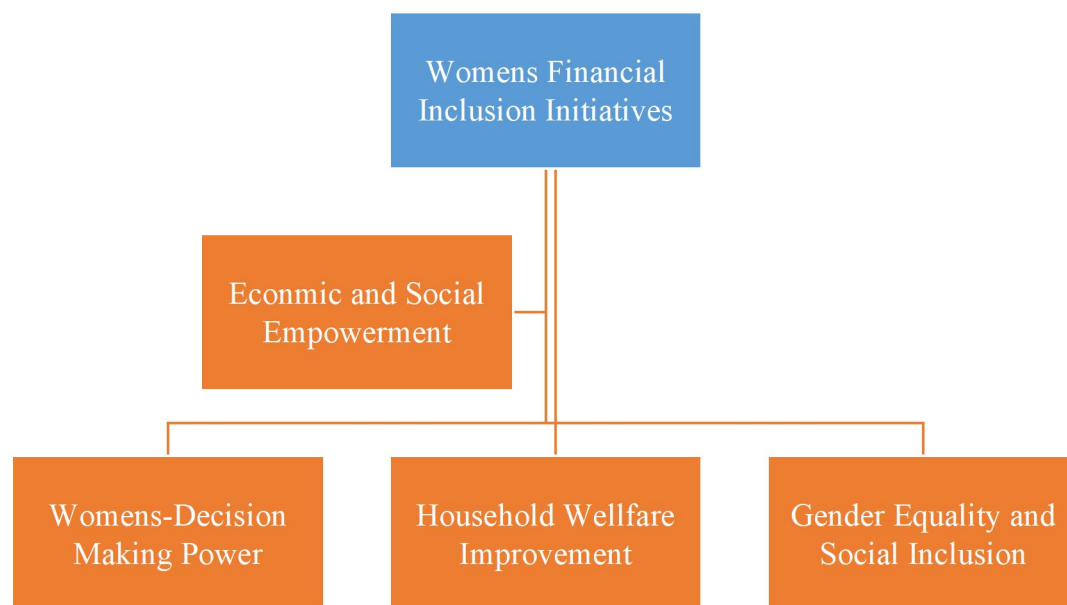 Womens Financial
Inclusion Initiatives
Econmic and Social
Empowerment
Womens-Decision
Making Power
Household Wellfare
Improvement
Gender Equality and
Social Inclusion